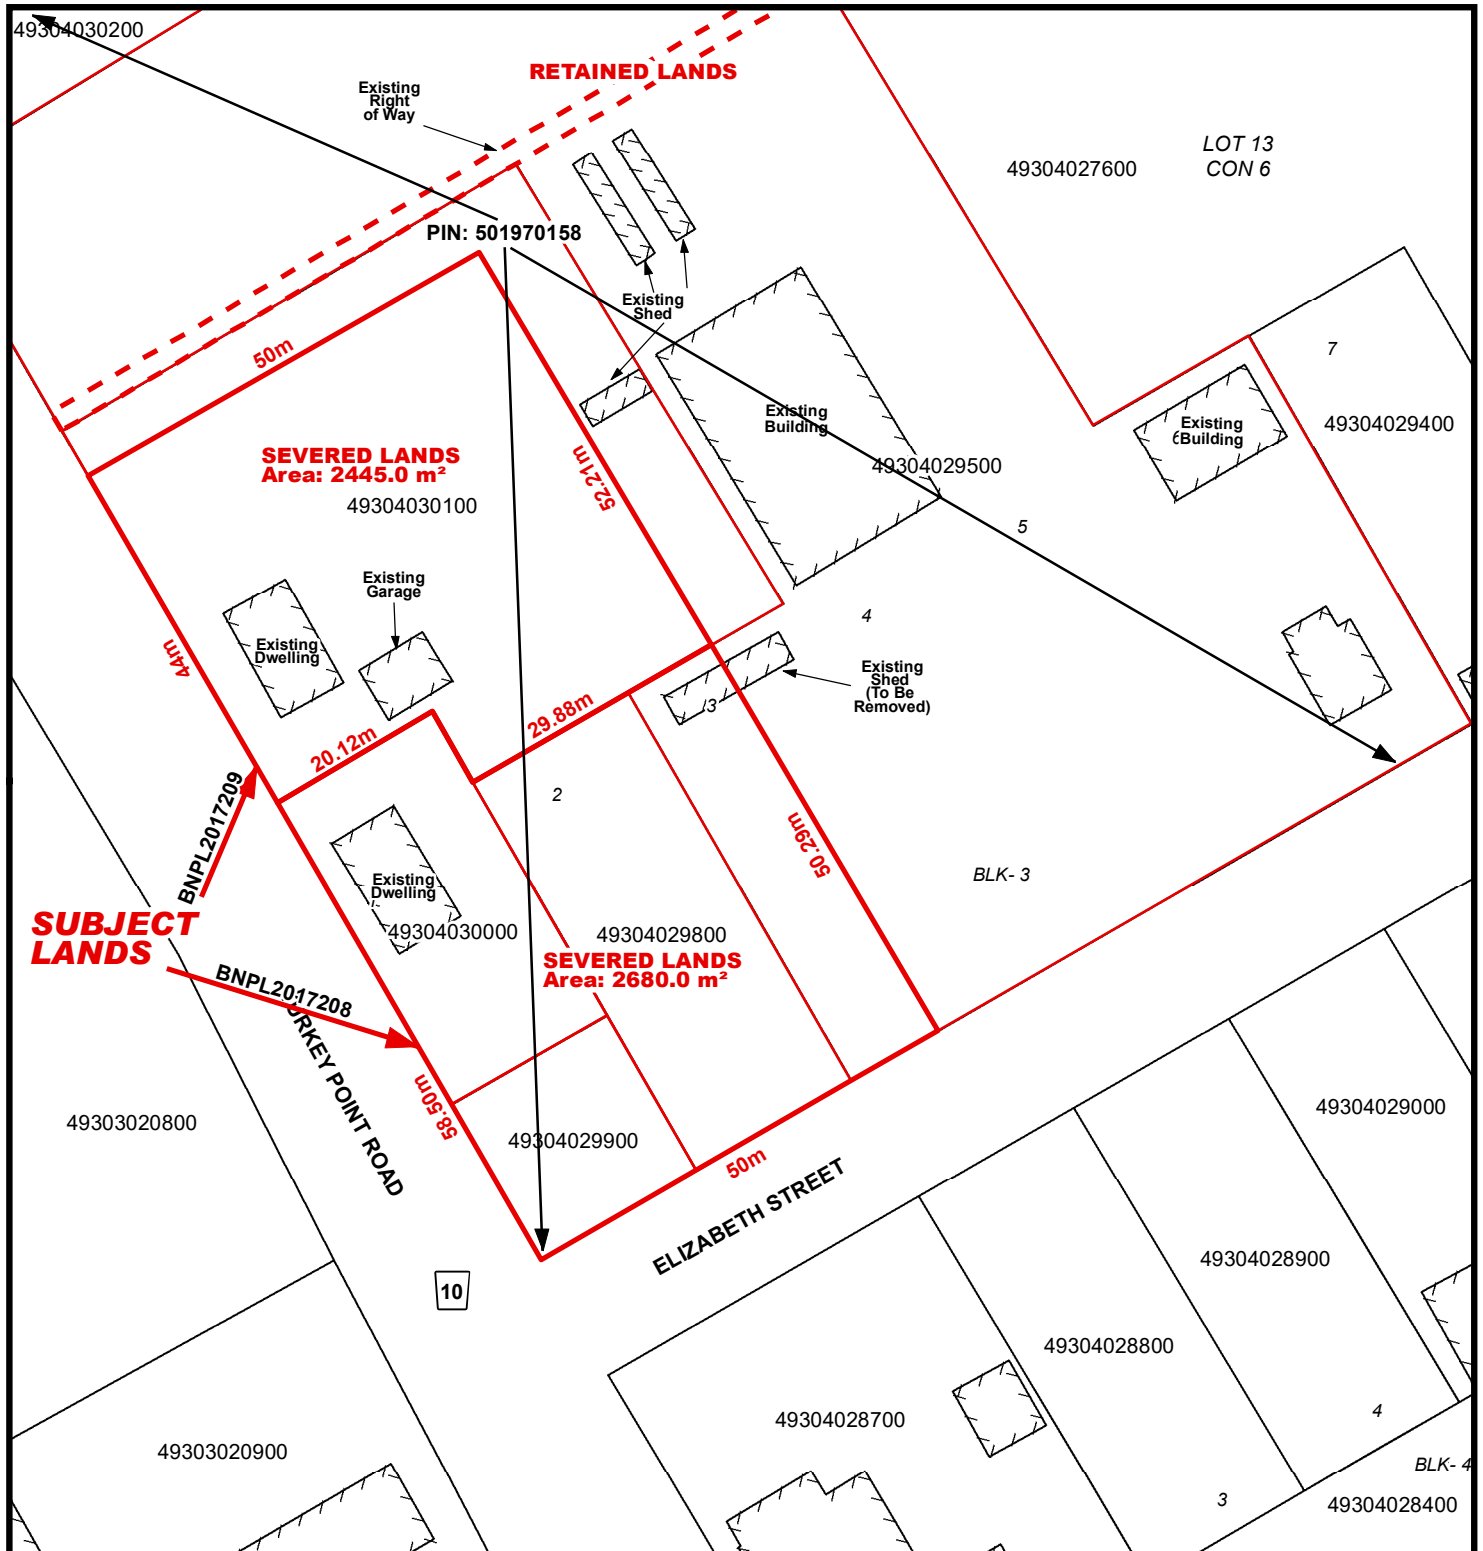 49304030200
RETAINED LANDS
Existing
Right
of Way
LOT 13
CON 6
49304027600
PIN: 501970158
Existing
Shed
50m
7
Existing
Building
6
Existing
Building
49304029400
SEVERED LANDS
Area: 2445.0 m²
49304030100
52.21m
49304029500
5
Existing
Garage
4
44m
Existing
Dwelling
Existing
Shed
(To Be
Removed)
3
29.88m
20.12m
2
BNPL2017209
50.29m
BLK- 3
Existing
Dwelling
SUBJECT
LANDS
49304030000
49304029800
SEVERED LANDS
Area: 2680.0 m²
BNPL2017208
POINT ROAD
58.50m
49303020800
49304029900
49304029000
50m
ELIZABETH STREET
10
49304028900
49304028800
49304028700
4
49303020900
BLK- 4
3
49304028400